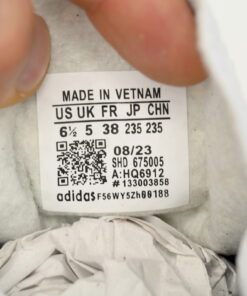 MADE IN VIETNAM
US UK FR JP CHN
6½ 5 38 235 235
08/23
SHD 675005
A:HQ6912
# 133003858
adidas F56WY5Zh00188